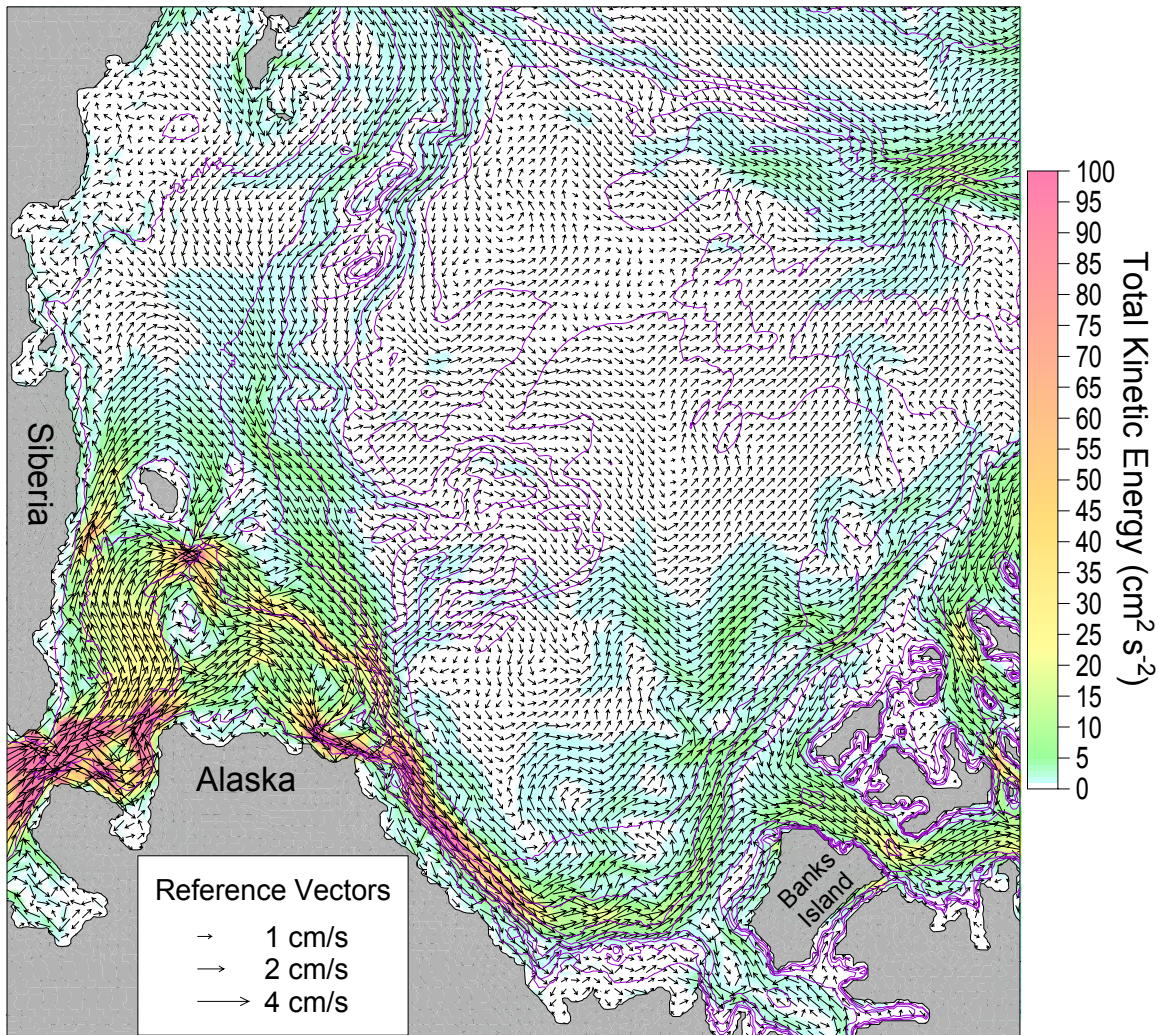 Siberia
Alaska
Banks
Island
Reference Vectors
1 cm/s
2 cm/s
4 cm/s
100
95
90
85
80
75
70
65
60
55
50
45
40
35
30
25
20
15
10
5
0
Total Kinetic Energy (cm² s⁻²)